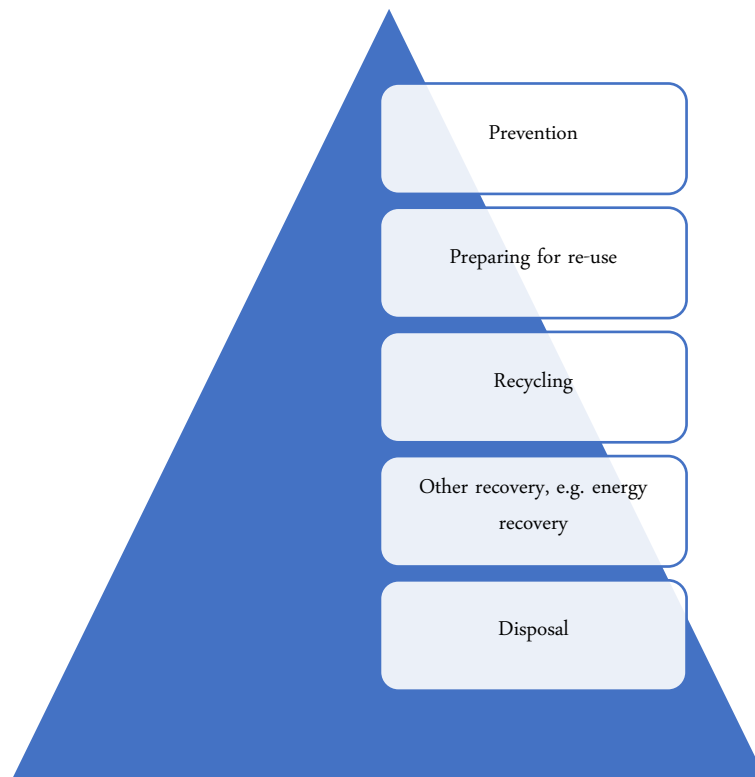 Prevention
Preparing for re-use
Recycling
Other recovery, e.g. energy
recovery
Disposal